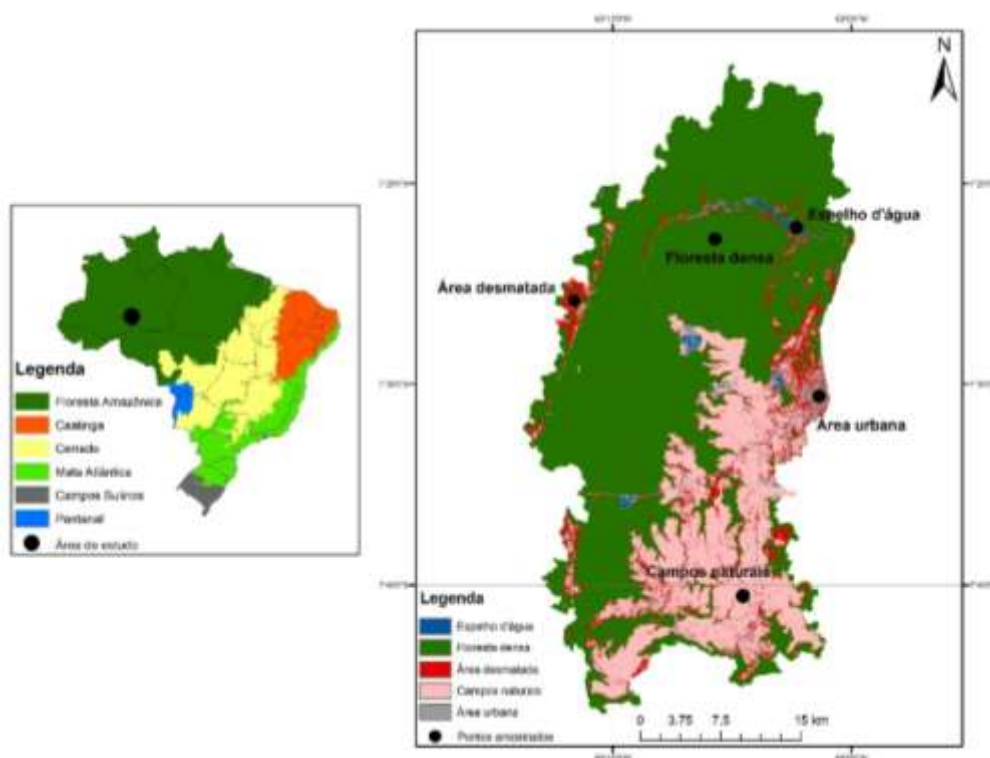 Legenda
Floresta Amazônica
Caatinga
Cerrado
Mata Atlântica
Campos Sulinos
Pantanal
Área de estudo
N
Espelho d'água
Floresta densa
Área desmatada
Área urbana
Campos naturais
Legenda
Espelho d'água
Floresta densa
Área desmatada
Campos naturais
Área urbana
Pontos amostrados
0 3.75 7.5 15 km